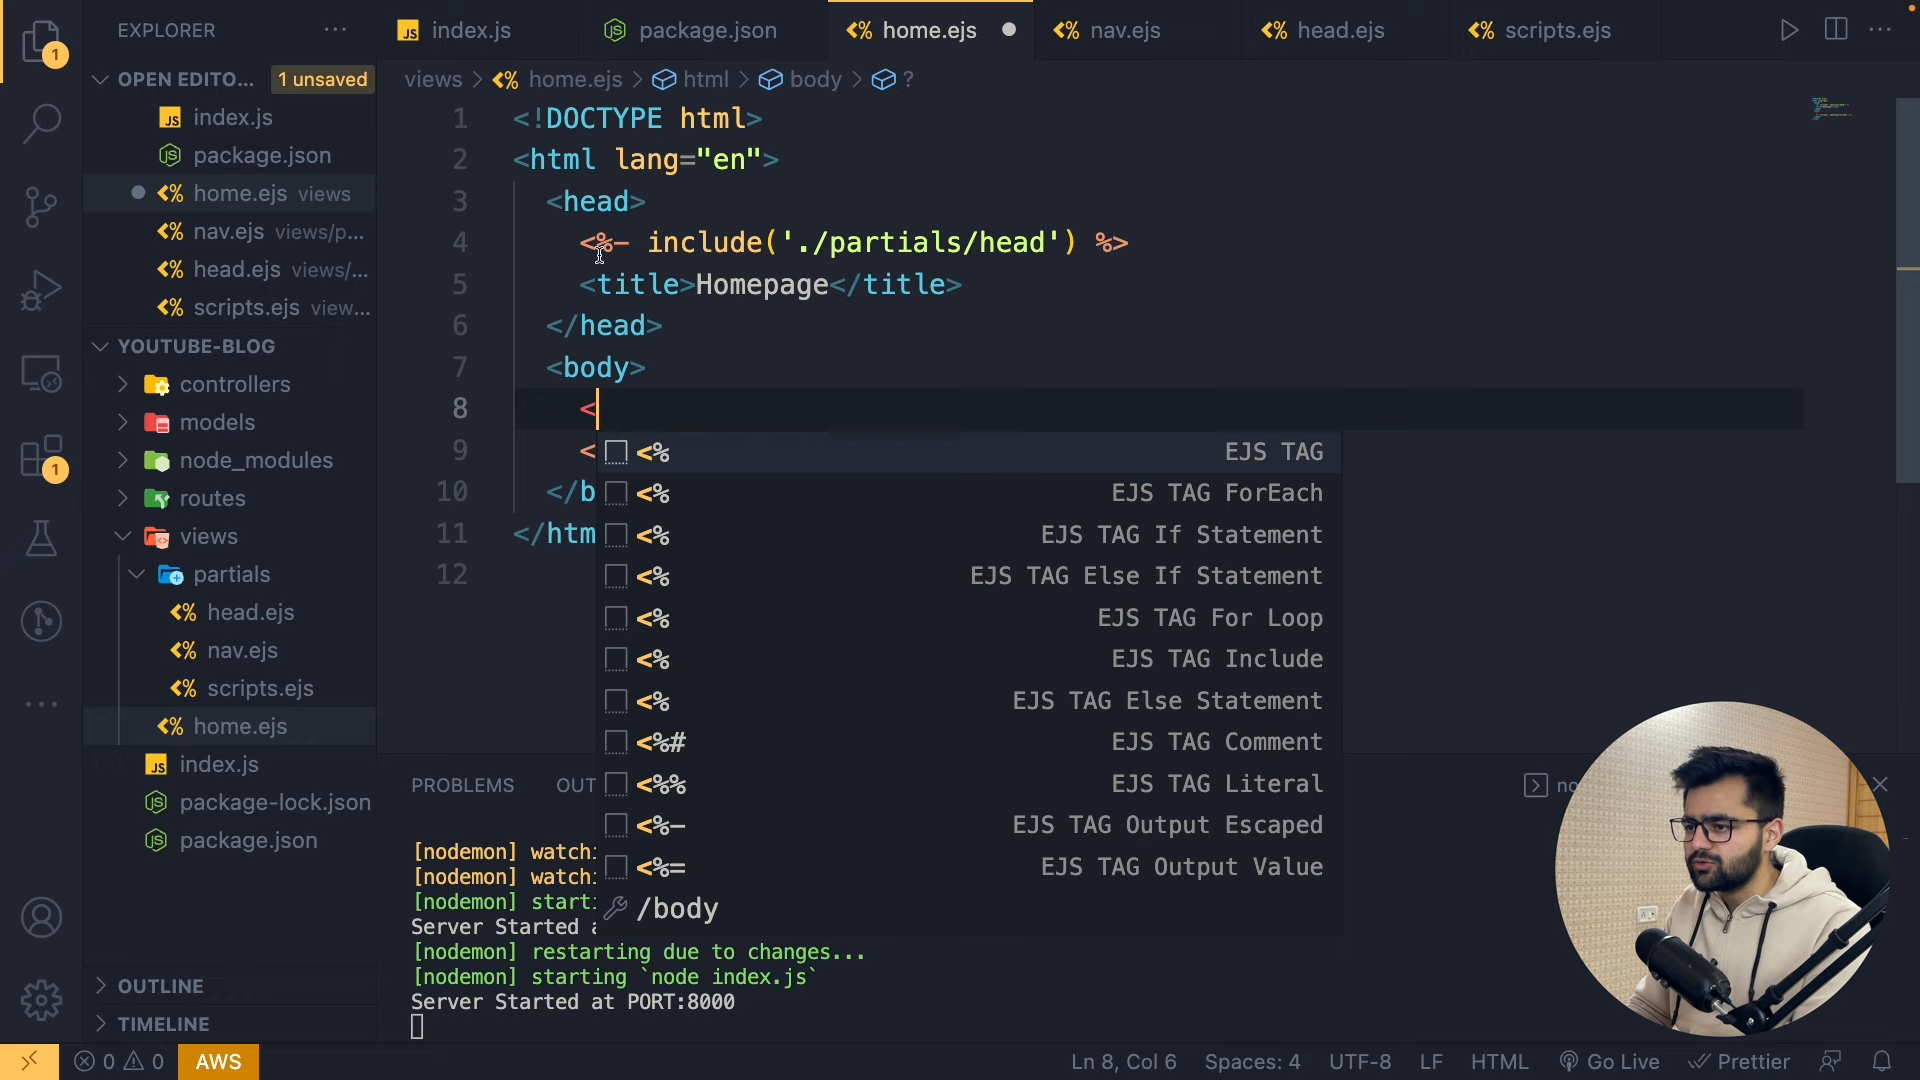 EXPLORER
index.js
package.json
home.ejs
nav.ejs
head.ejs
scripts.ejs
OPEN EDITO...
1 unsaved
index.js
package.json
home.ejs views
nav.ejs views/p...
head.ejs views/...
scripts.ejs view...
YOUTUBE-BLOG
controllers
models
node_modules
routes
views
partials
head.ejs
nav.ejs
scripts.ejs
home.ejs
index.js
package-lock.json
package.json
OUTLINE
TIMELINE
1
1
views > home.ejs > html > body > ?
1 <!DOCTYPE html>
2 <html lang="en">
3 <head>
4 <%- include('./partials/head') %>
5 <title>Homepage</title>
6 </head>
7 <body>
8 <
9 <
10 </b
11 </htm
12
<% EJS TAG
<% EJS TAG ForEach
<% EJS TAG If Statement
<% EJS TAG Else If Statement
<% EJS TAG For Loop
<% EJS TAG Include
<% EJS TAG Else Statement
<%# EJS TAG Comment
<%% EJS TAG Literal
<%- EJS TAG Output Escaped
<%= EJS TAG Output Value
/body
PROBLEMS
OUT
no
[nodemon] watchi
[nodemon] watchi
[nodemon] starti
Server Started a
[nodemon] restarting due to changes...
[nodemon] starting `node index.js`
Server Started at PORT:8000
0 0
AWS
Ln 8, Col 6
Spaces: 4
UTF-8
LF
HTML
Go Live
Prettier